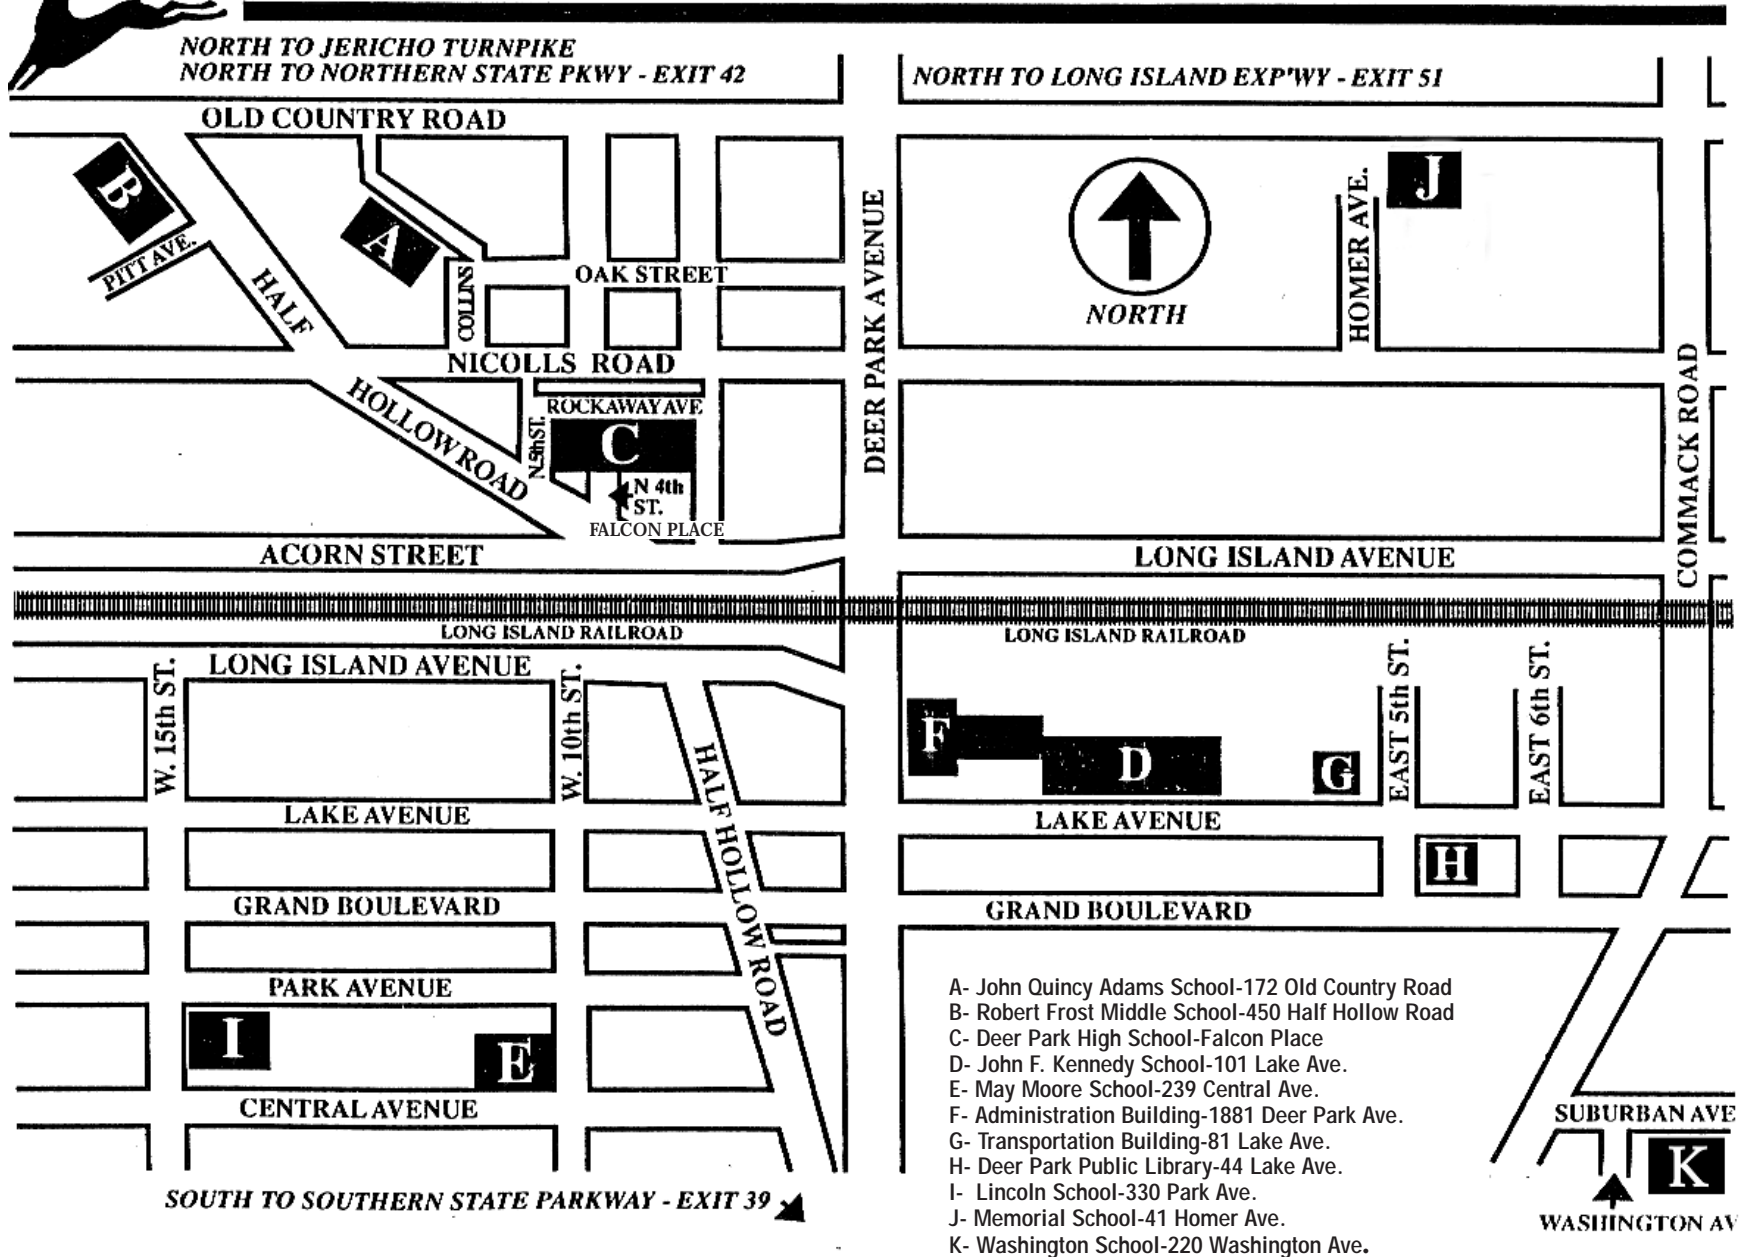 NORTH TO JERICHO TURNPIKE
NORTH TO NORTHERN STATE PKWY - EXIT 42
NORTH TO LONG ISLAND EXP'WY - EXIT 51
OLD COUNTRY ROAD
B
A
J
PITT AVE.
HALF
COLLINS
OAK STREET
DEER PARK AVENUE
NORTH
HOMER AVE.
NICOLLS ROAD
HOLLOW ROAD
ROCKAWAY AVE
N. 5th ST.
C
N 4th
ST.
FALCON PLACE
COMMACK ROAD
ACORN STREET
LONG ISLAND AVENUE
LONG ISLAND RAILROAD
LONG ISLAND RAILROAD
LONG ISLAND AVENUE
W. 15th ST.
W. 10th ST.
HALF HOLLOW ROAD
F
D
G
EAST 5th ST.
EAST 6th ST.
LAKE AVENUE
LAKE AVENUE
H
GRAND BOULEVARD
GRAND BOULEVARD
PARK AVENUE
I
E
CENTRAL AVENUE
A- John Quincy Adams School-172 Old Country Road
B- Robert Frost Middle School-450 Half Hollow Road
C- Deer Park High School-Falcon Place
D- John F. Kennedy School-101 Lake Ave.
E- May Moore School-239 Central Ave.
F- Administration Building-1881 Deer Park Ave.
G- Transportation Building-81 Lake Ave.
H- Deer Park Public Library-44 Lake Ave.
I- Lincoln School-330 Park Ave.
J- Memorial School-41 Homer Ave.
K- Washington School-220 Washington Ave.
SUBURBAN AVE
K
WASHINGTON AV
SOUTH TO SOUTHERN STATE PARKWAY - EXIT 39